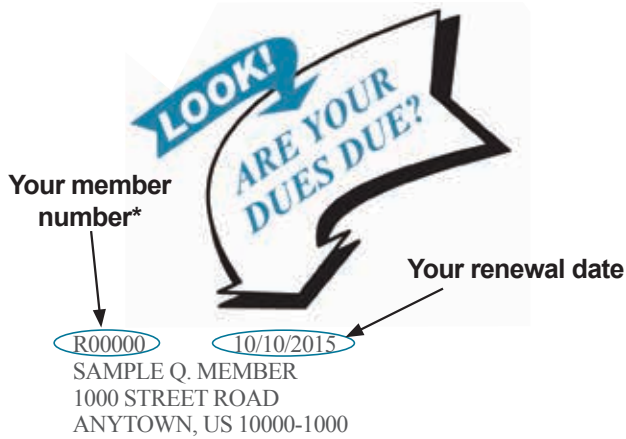 LOOK!
ARE YOUR
DUES DUE?
Your member
number*
Your renewal date
R00000 10/10/2015
SAMPLE Q. MEMBER
1000 STREET ROAD
ANYTOWN, US 10000-1000